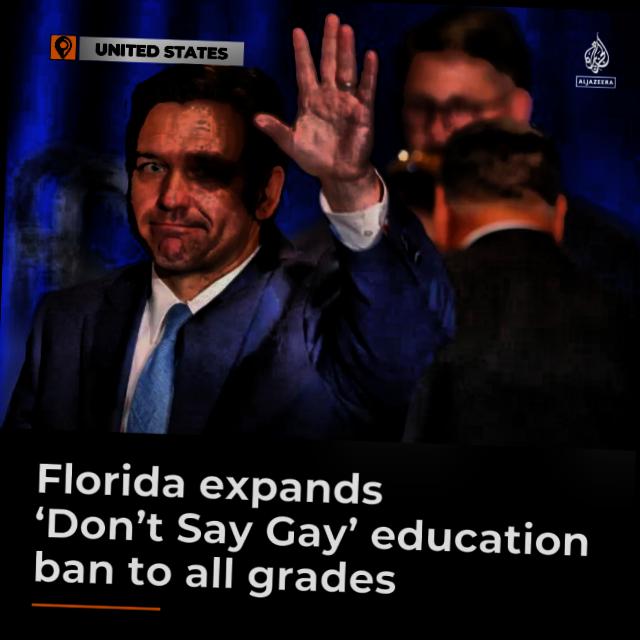 UNITED STATES
ALJAZEERA
Florida expands
‘Don’t Say Gay’ education
ban to all grades